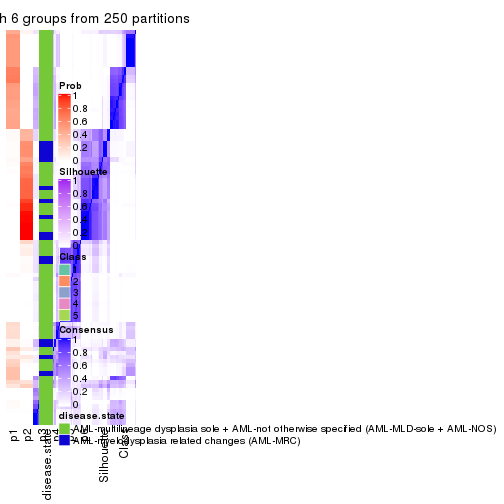 h 6 groups from 250 partitions
Prob
1
0.8
0.6
0.4
0.2
0
Silhouette
1
0.8
0.6
0.4
0.2
0
Class
2
3
4
5
Consensus
1
0.8
0.6
0.4
0.2
0
disease.state
AML-multilineage dysplasia sole + AML-not otherwise specified (AML-MLD-sole + AML-NOS)
AML-myelodysplasia related changes (AML-MRC)
p1
p2
disease.state
Silhouette
Class